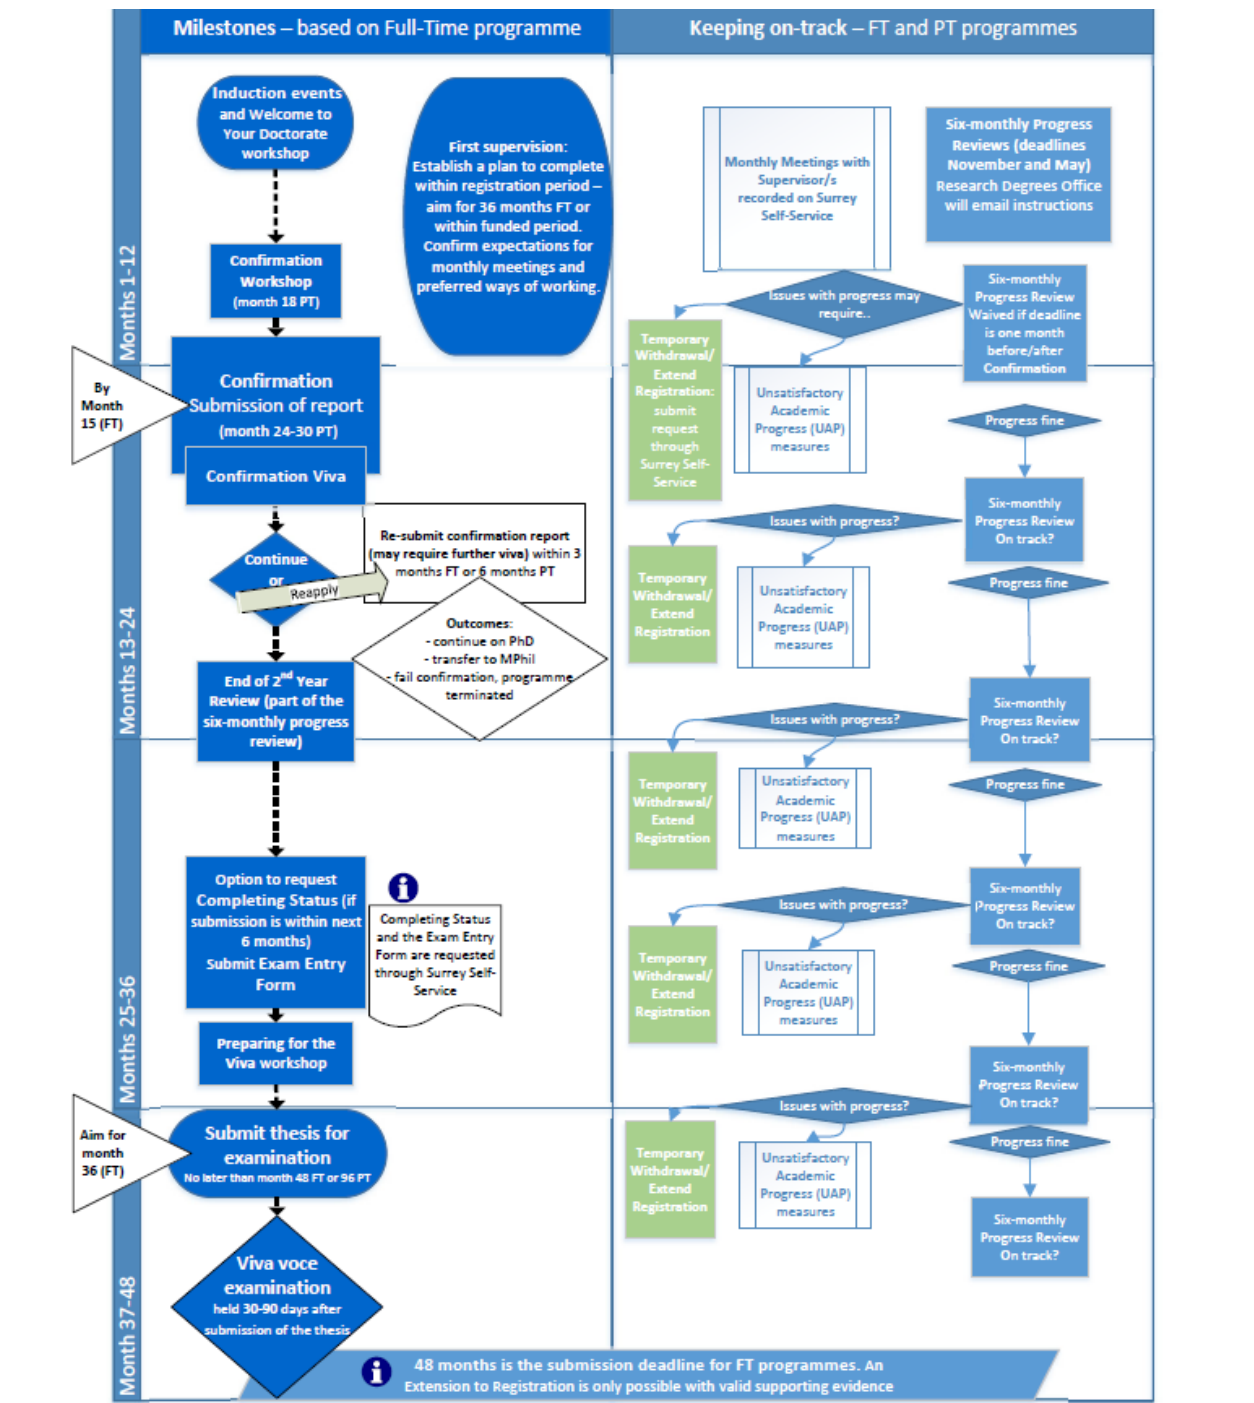 Milestones – based on Full-Time programme
Keeping on-track – FT and PT programmes
Months 1-12
Induction events
and Welcome to
Your Doctorate
workshop
First supervision:
Establish a plan to complete
within registration period –
aim for 36 months FT or
within funded period.
Confirm expectations for
monthly meetings and
preferred ways of working.
Confirmation
Workshop
(month 18 PT)
By
Month
15 (FT)
Confirmation
Submission of report
(month 24-30 PT)
Confirmation Viva
Monthly Meetings with
Supervisor/s
recorded on Surrey
Self-Service
Six-monthly Progress
Reviews (deadlines
November and May)
Research Degrees Office
will email instructions
Issues with progress may
require..
Six-monthly
Progress Review
Waived if deadline
is one month
before/after
Confirmation
Temporary
Withdrawal/
Extend
Registration:
submit
request
through
Surrey Self-
Service
Unsatisfactory
Academic
Progress (UAP)
measures
Progress fine
Months 13-24
Continue
or
Reapply
Re-submit confirmation report
(may require further viva) within 3
months FT or 6 months PT
Outcomes:
- continue on PhD
- transfer to MPhil
- fail confirmation, programme
terminated
End of 2nd Year
Review (part of the
six-monthly progress
review)
Six-monthly
Progress Review
On track?
Issues with progress?
Temporary
Withdrawal/
Extend
Registration
Unsatisfactory
Academic
Progress (UAP)
measures
Progress fine
Six-monthly
Progress Review
On track?
Issues with progress?
Temporary
Withdrawal/
Extend
Registration
Unsatisfactory
Academic
Progress (UAP)
measures
Progress fine
Months 25-36
Option to request
Completing Status (if
submission is within next
6 months)
Submit Exam Entry
Form
i
Completing Status
and the Exam Entry
Form are requested
through Surrey Self-
Service
Preparing for the
Viva workshop
Six-monthly
Progress Review
On track?
Issues with progress?
Temporary
Withdrawal/
Extend
Registration
Unsatisfactory
Academic
Progress (UAP)
measures
Progress fine
Six-monthly
Progress Review
On track?
Issues with progress?
Temporary
Withdrawal/
Extend
Registration
Unsatisfactory
Academic
Progress (UAP)
measures
Progress fine
Six-monthly
Progress Review
On track?
Month 37-48
Aim for
month
36 (FT)
Submit thesis for
examination
No later than month 48 FT or 96 PT
Viva voce
examination
held 30-90 days after
submission of the thesis
i
48 months is the submission deadline for FT programmes. An
Extension to Registration is only possible with valid supporting evidence